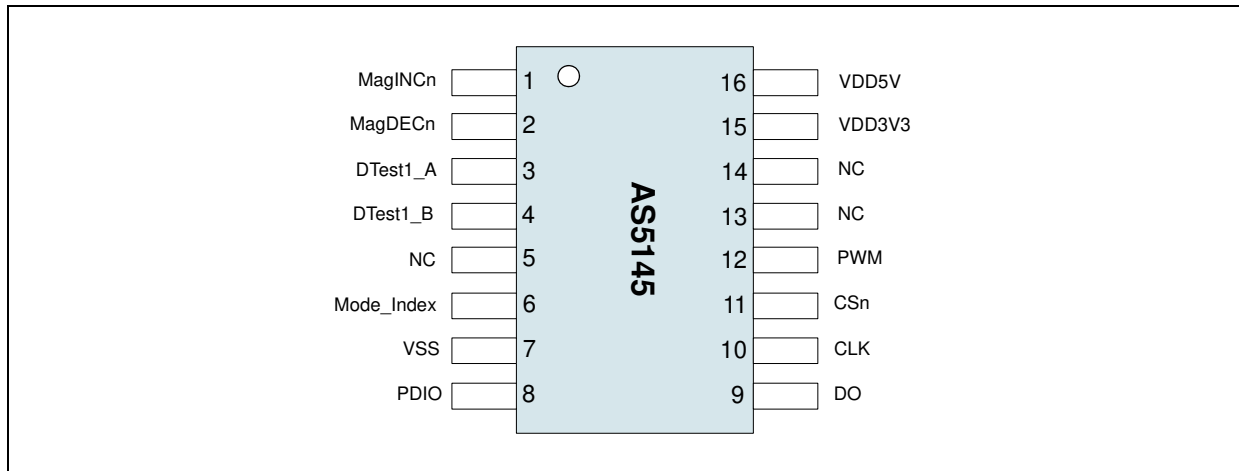 MagINCn 1 16 VDD5V
MagDECn 2 15 VDD3V3
DTest1_A 3 14 NC
DTest1_B 4 13 NC
NC 5 12 PWM
Mode_Index 6 11 CSn
VSS 7 10 CLK
PDIO 8 9 DO
AS5145